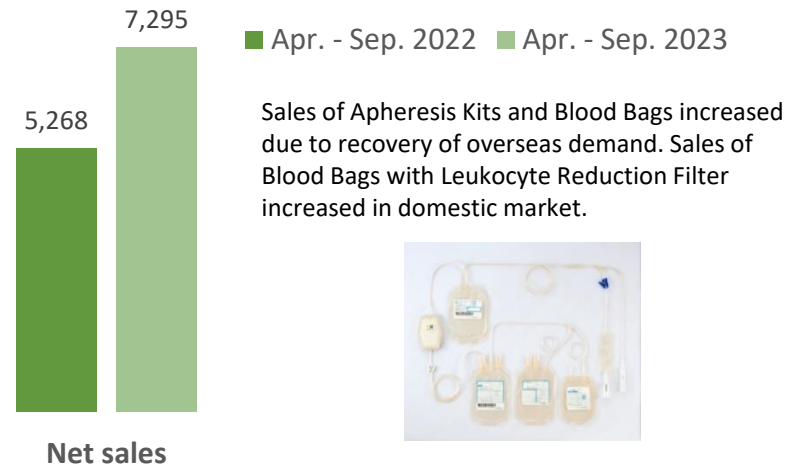 7,295
5,268
Apr. - Sep. 2022 Apr. - Sep. 2023
Sales of Apheresis Kits and Blood Bags increased
due to recovery of overseas demand. Sales of
Blood Bags with Leukocyte Reduction Filter
increased in domestic market.
Net sales